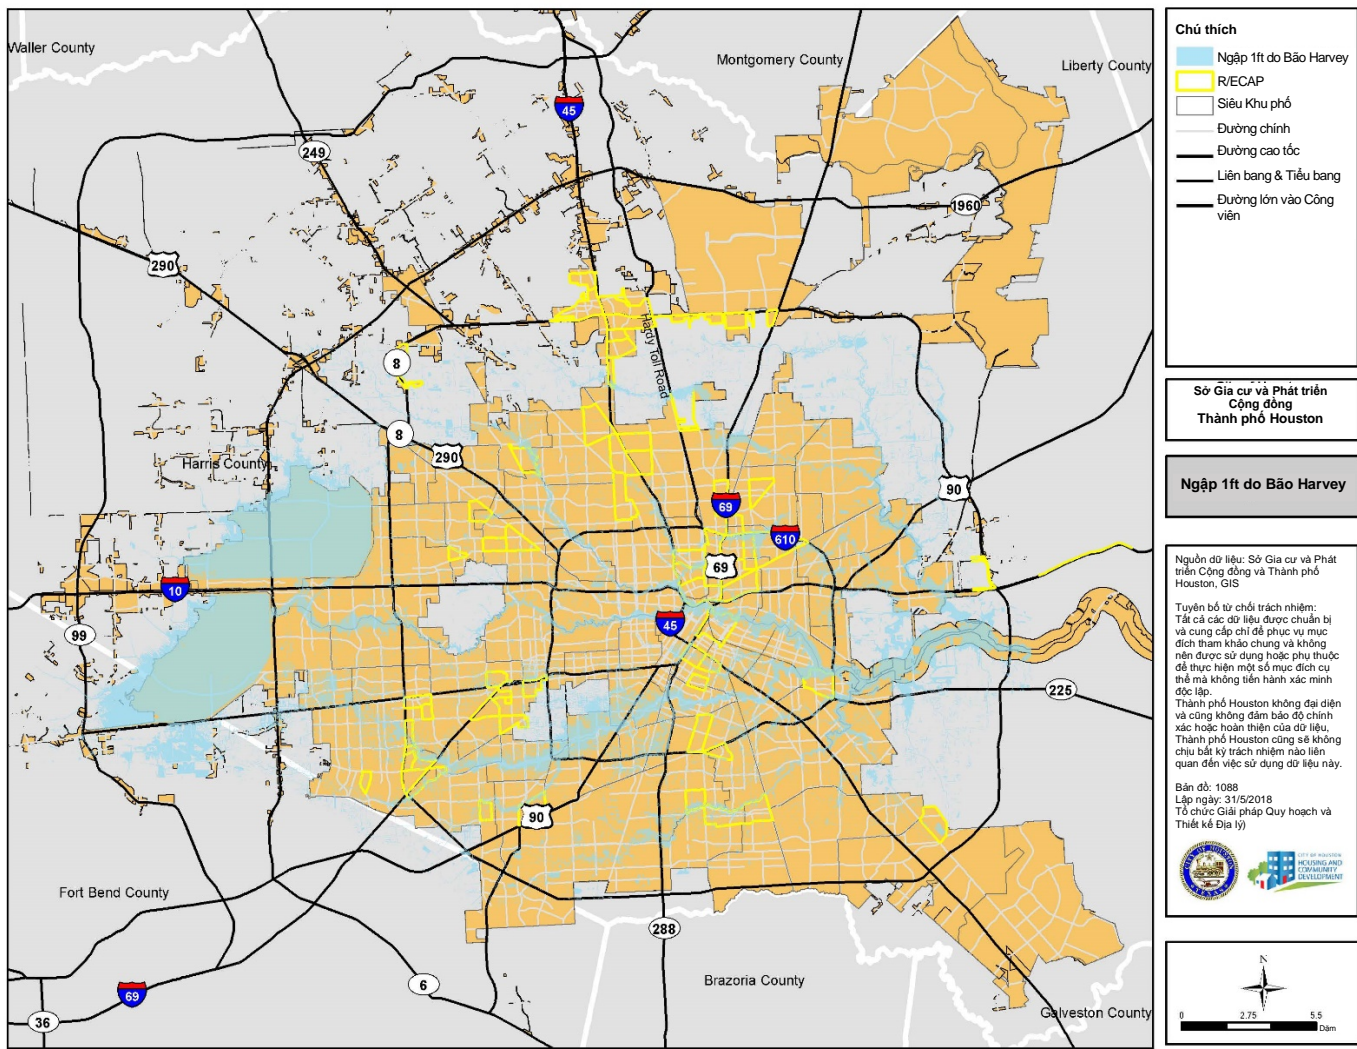 Waller County
Montgomery County
Liberty County
45
249
1960
290
Hardy Toll Road
8
8
290
Harris County
90
69
610
69
10
45
99
225
90
Fort Bend County
288
6
Brazoria County
69
36
Galveston County
Chú thích
Ngập 1ft do Bão Harvey
R/ECAP
Siêu Khu phố
Đường chính
Đường cao tốc
Liên bang & Tiểu bang
Đường lớn vào Công
viên
Sở Gia cư và Phát triển
Cộng đồng
Thành phố Houston
Ngập 1ft do Bão Harvey
Nguồn dữ liệu: Sở Gia cư và Phát
triển Cộng đồng và Thành phố
Houston, GIS
Tuyên bố từ chối trách nhiệm:
Tất cả các dữ liệu được chuẩn bị
và cung cấp chỉ để phục vụ mục
đích tham khảo chung và không
nên được sử dụng hoặc phụ thuộc
để thực hiện một số mục đích cụ
thể mà không tiến hành xác minh
độc lập.
Thành phố Houston không đại diện
và cũng không đảm bảo độ chính
xác hoặc hoàn thiện của dữ liệu,
Thành phố Houston cũng sẽ không
chịu bất kỳ trách nhiệm nào liên
quan đến việc sử dụng dữ liệu này.
Bản đồ: 1088
Lập ngày: 31/5/2018
Tổ chức Giải pháp Quy hoạch và
Thiết kế Địa lý)
CITY OF HOUSTON
HOUSING AND
COMMUNITY
DEVELOPMENT
N
0 2.75 5.5
Dặm